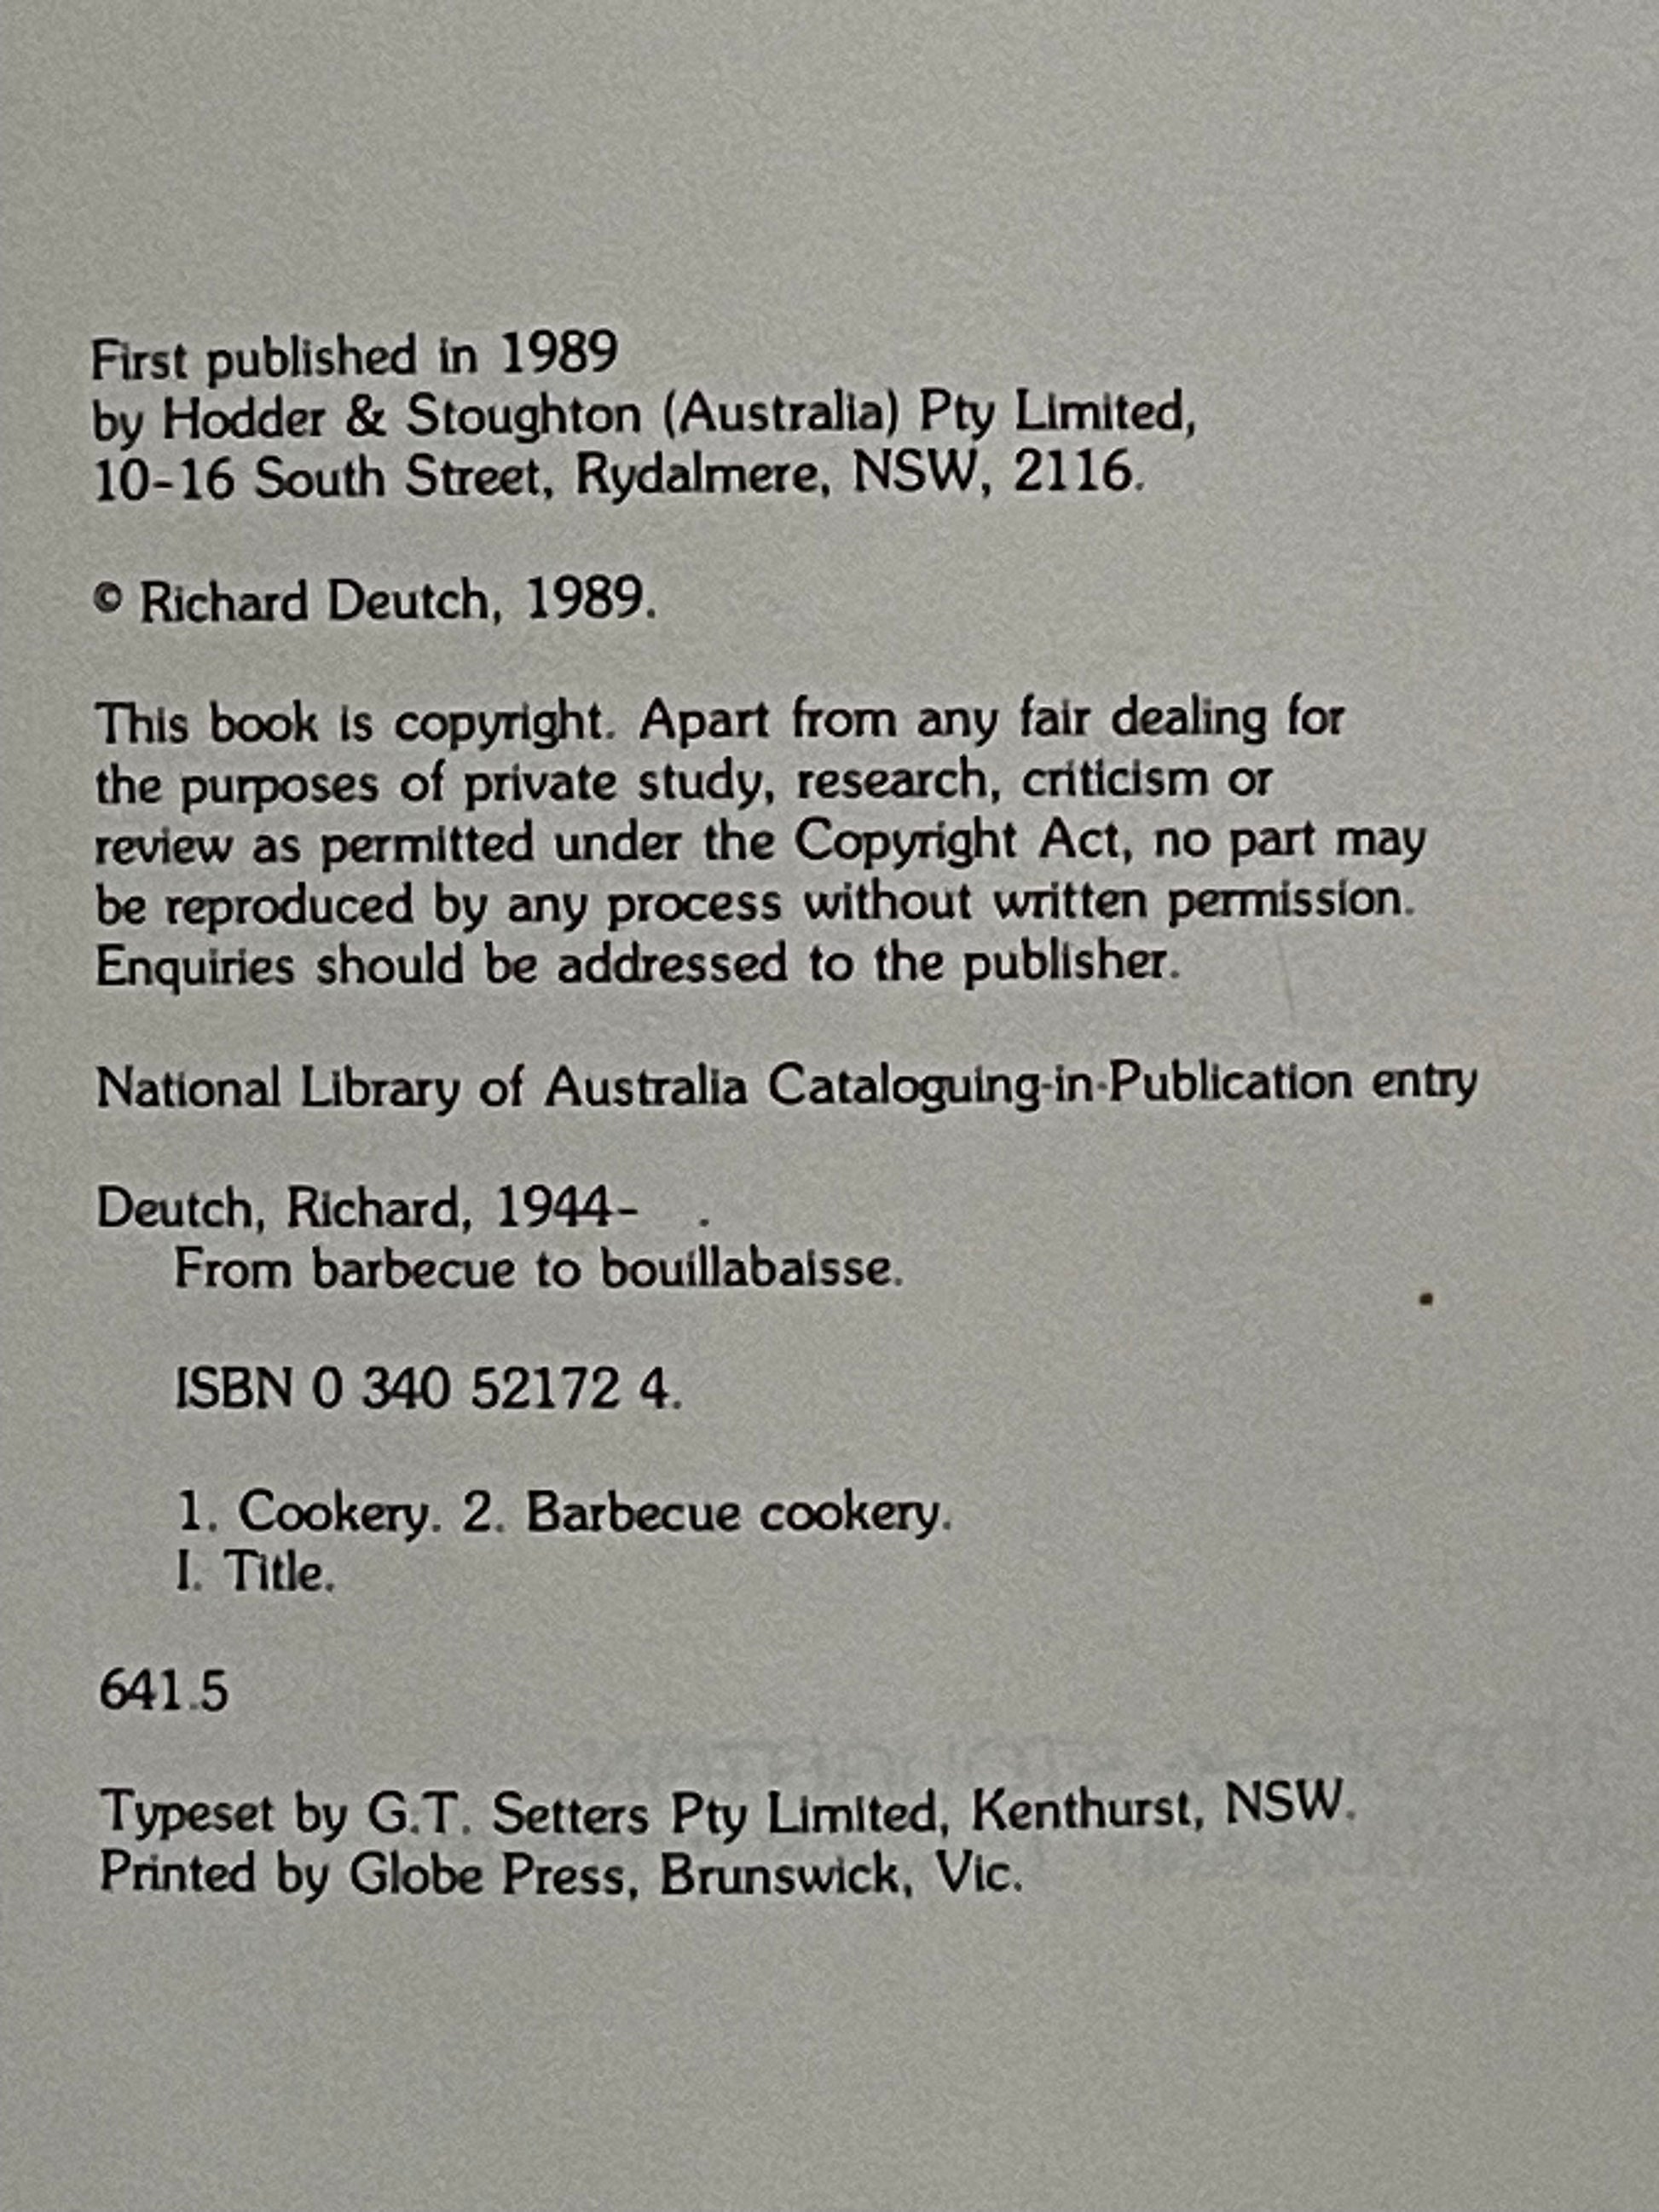 First published in 1989
by Hodder & Stoughton (Australia) Pty Limited,
10-16 South Street, Rydalmere, NSW, 2116.
© Richard Deutch, 1989.
This book is copyright. Apart from any fair dealing for
the purposes of private study, research, criticism or
review as permitted under the Copyright Act, no part may
be reproduced by any process without written permission.
Enquiries should be addressed to the publisher.
National Library of Australia Cataloguing-in-Publication entry
Deutch, Richard, 1944- .
From barbecue to bouillabaisse.
ISBN 0 340 52172 4.
1. Cookery. 2. Barbecue cookery.
I. Title.
641.5
Typeset by G.T. Setters Pty Limited, Kenthurst, NSW.
Printed by Globe Press, Brunswick, Vic.